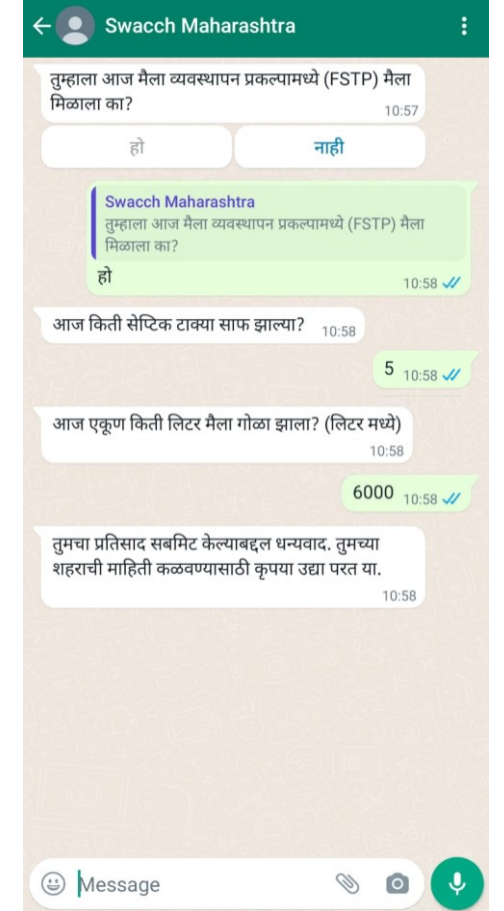 Swacch Maharashtra
तुम्हाला आज मैला व्यवस्थापन प्रकल्पामध्ये (FSTP) मैला
मिळाला का?
10:57
हो
नाही
Swacch Maharashtra
तुम्हाला आज मैला व्यवस्थापन प्रकल्पामध्ये (FSTP) मैला
मिळाला का?
हो
10:58
आज किती सेप्टिक टाक्या साफ झाल्या? 10:58
5 10:58
आज एकूण किती लिटर मैला गोळा झाला? (लिटर मध्ये)
10:58
6000 10:58
तुमचा प्रतिसाद सबमिट केल्याबद्दल धन्यवाद. तुमच्या
शहराची माहिती कळवण्यासाठी कृपया उद्या परत या.
10:58
Message